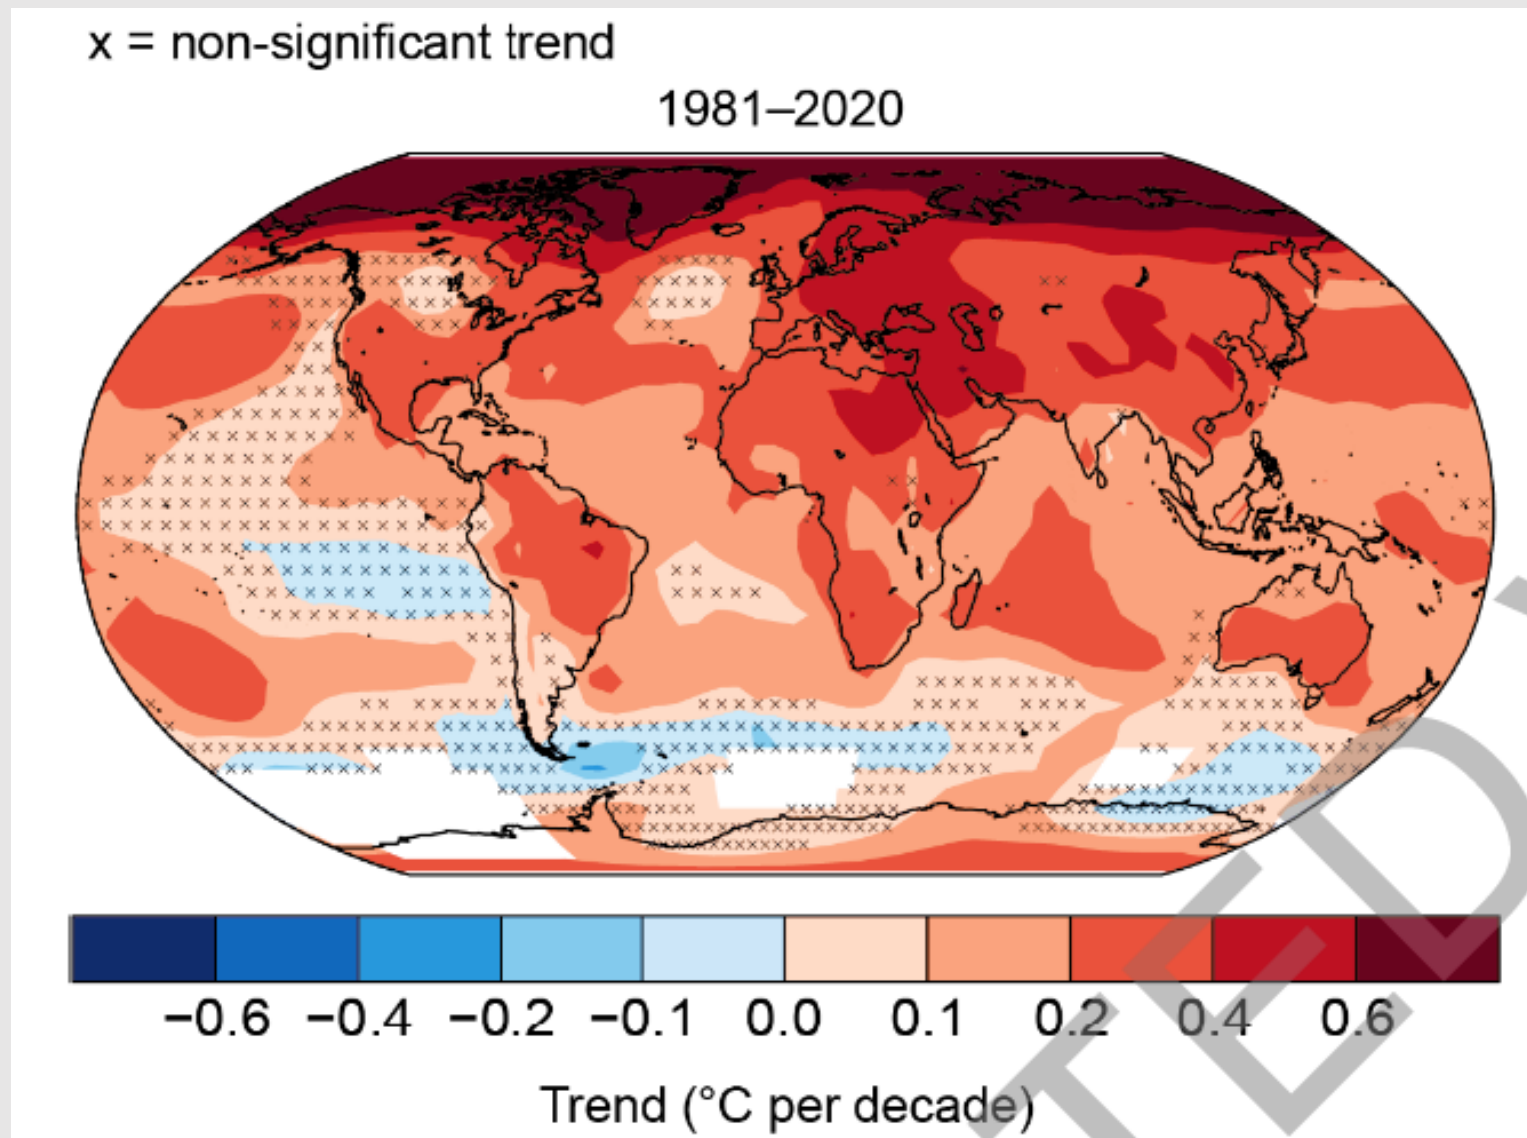 x = non-significant trend
1981–2020
−0.6 −0.4 −0.2 −0.1 0.0 0.1 0.2 0.4 0.6
Trend (°C per decade)
TED